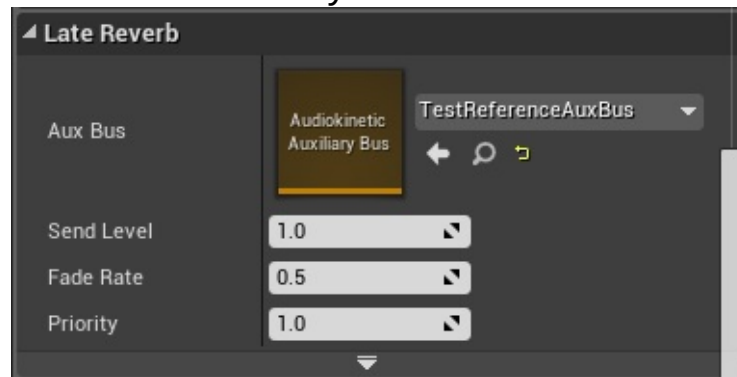 Late Reverb
Aux Bus
Audiokinetic
Auxiliary Bus
TestReferenceAuxBus
Send Level
1.0
Fade Rate
0.5
Priority
1.0